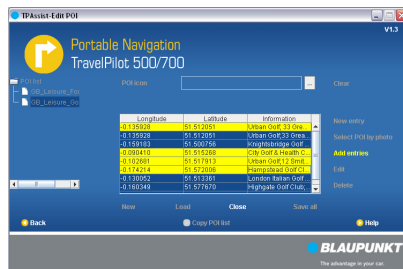 TPAssist-Edit POI
V1.3
Portable Navigation
TravelPilot 500/700
POI list
GB_Leisure_Foo
GB_Leisure_Go
POI icon
...
Clear
Longitude Latitude Information
-0.135928 51.512051 Urban Golf; 33 Grea...
-0.135928 51.512051 Urban Golf; 33 Grea...
-0.159183 51.500756 Knightsbridge Golf ...
-0.090410 51.515268 City Golf & Health C...
-0.102681 51.517913 Urban Golf;12 Smit...
-0.174214 51.572006 Hampstead Golf Cl...
-0.130052 51.513361 London Italian Golf ...
-0.160349 51.577670 Highgate Golf Club;...
New entry
Select POI by photo
Add entries
Edit
Delete
New Load Close Save all
Back Copy POI list Help
BLAUPUNKT
The advantage in your car.